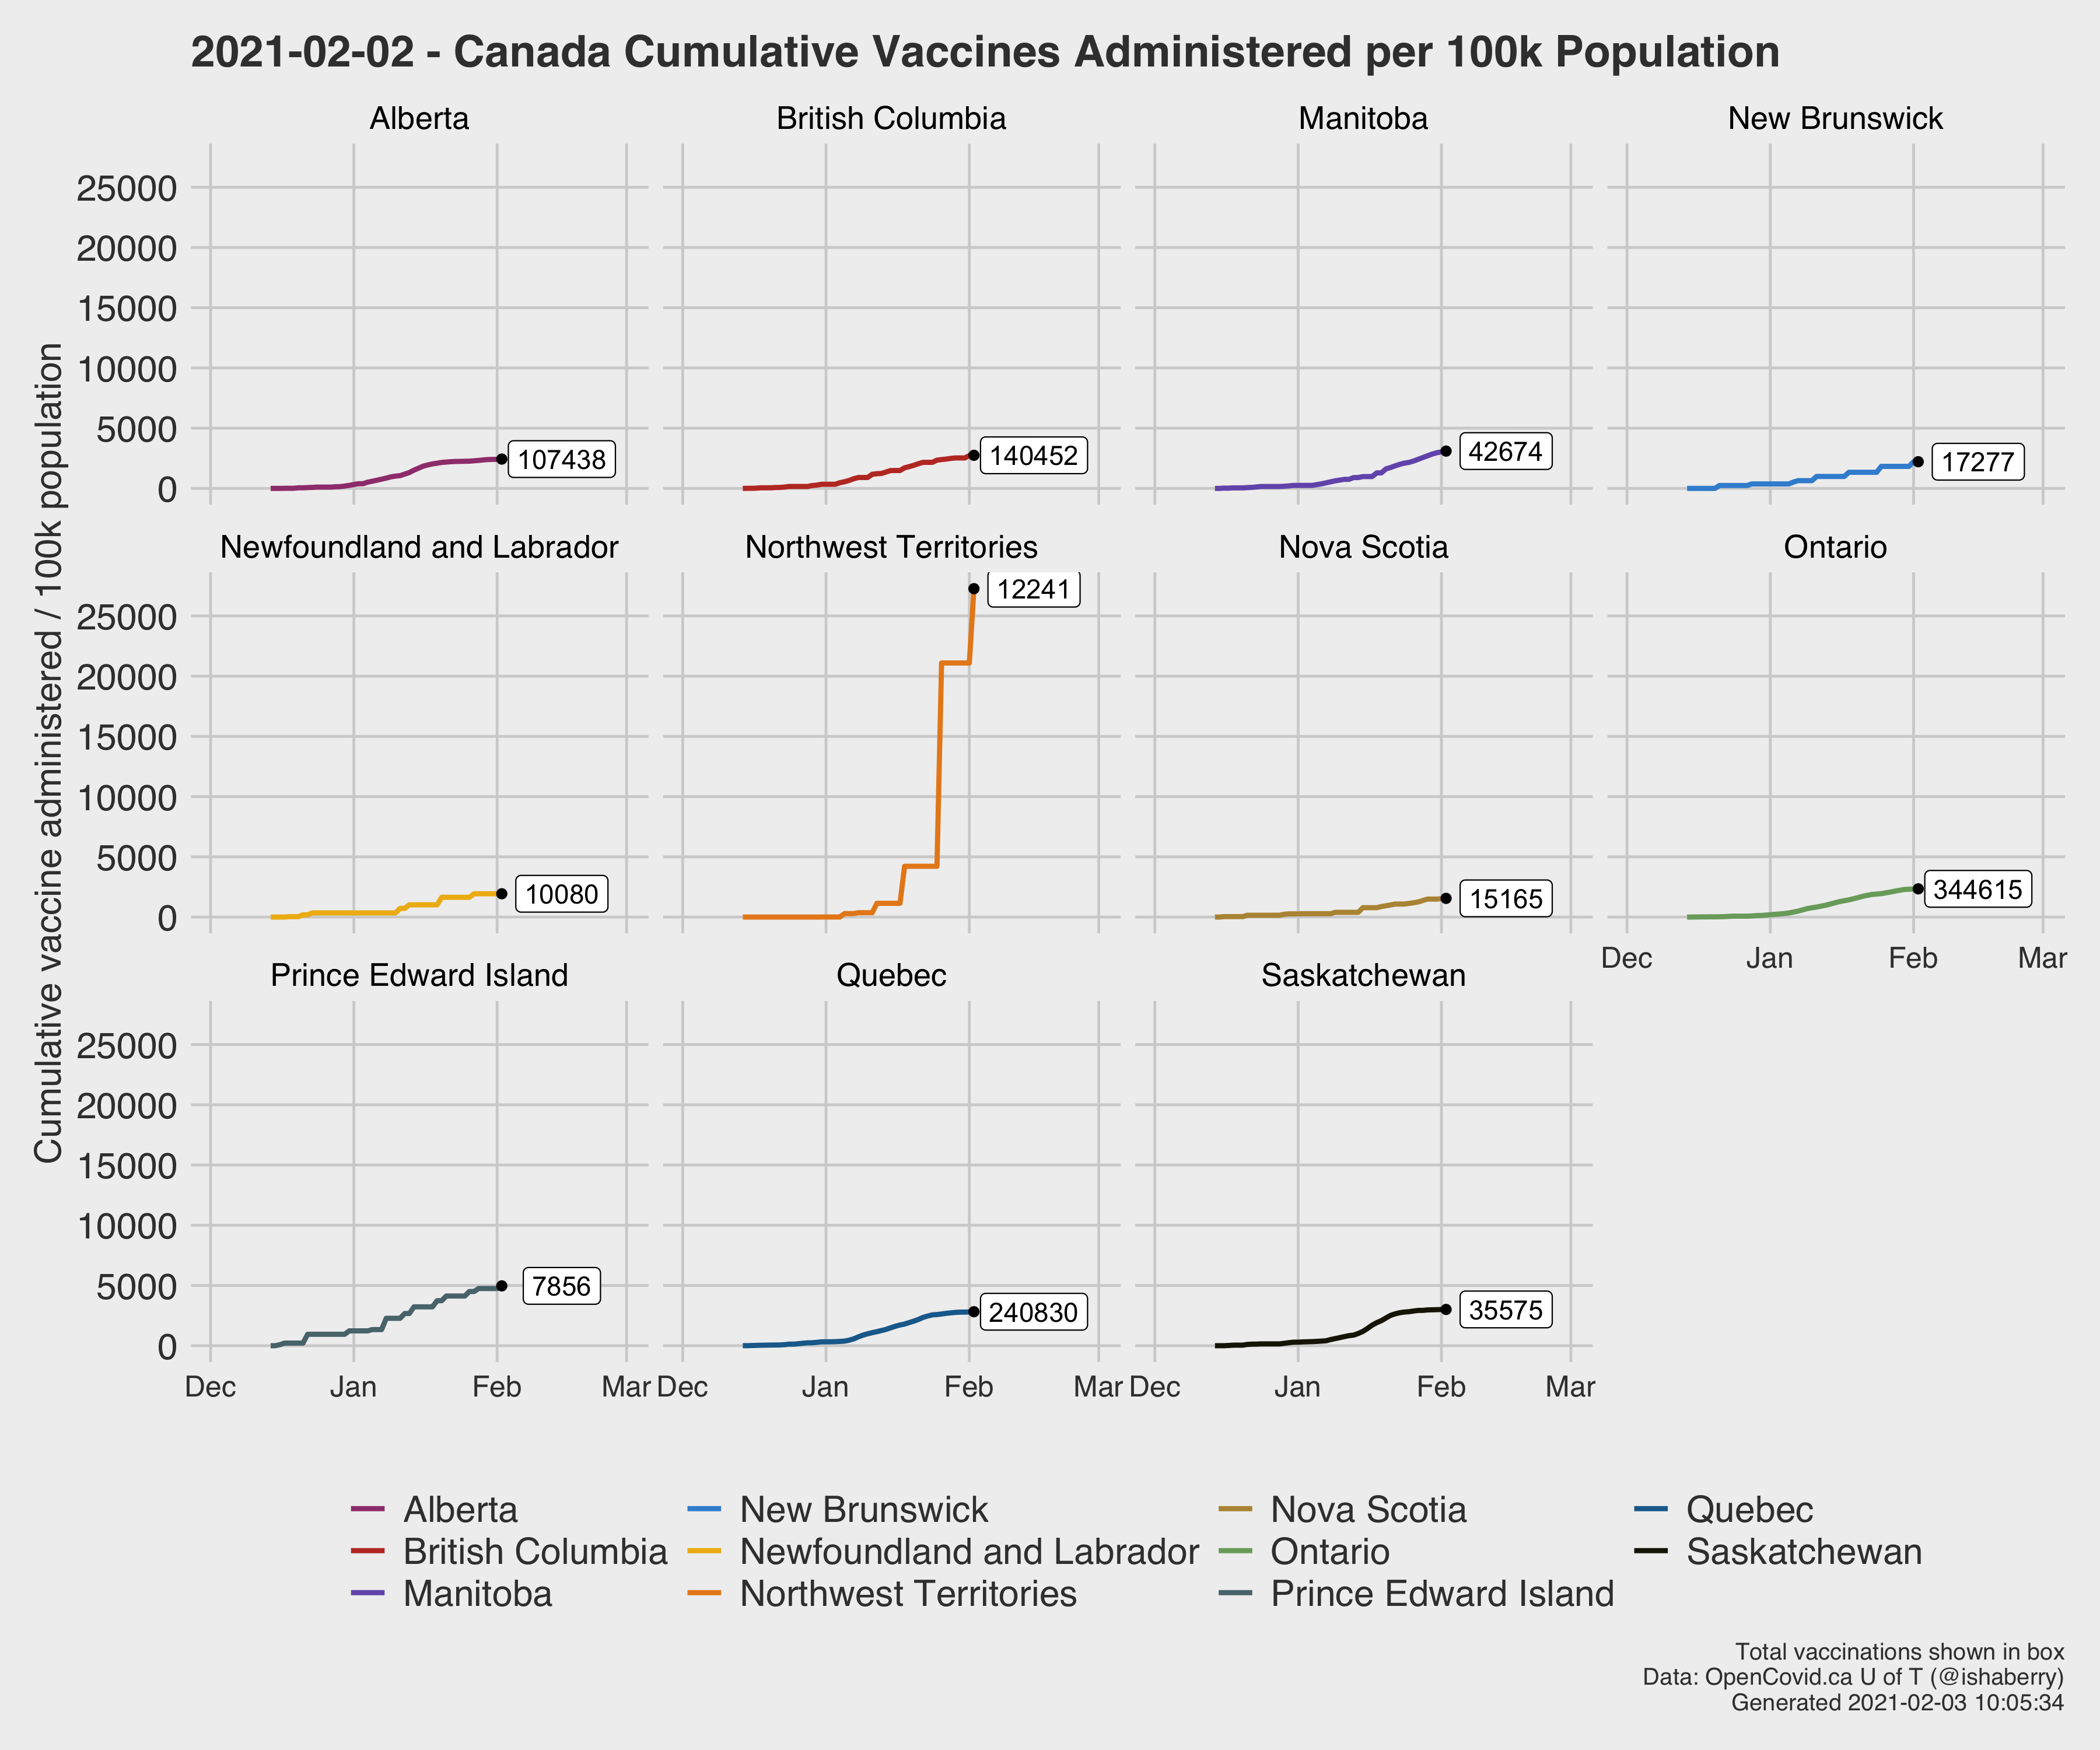 2021-02-02 - Canada Cumulative Vaccines Administered per 100k Population
Cumulative vaccine administered / 100k population
Alberta
British Columbia
Manitoba
New Brunswick
25000
20000
15000
10000
5000
0
107438
140452
42674
17277
Newfoundland and Labrador
Northwest Territories
Nova Scotia
Ontario
25000
20000
15000
10000
5000
0
10080
12241
15165
344615
Dec Jan Feb Mar
Prince Edward Island
Quebec
Saskatchewan
25000
20000
15000
10000
5000
0
7856
240830
35575
Dec Jan Feb Mar
Dec Jan Feb Mar
Dec Jan Feb Mar
Alberta
British Columbia
Manitoba
New Brunswick
Newfoundland and Labrador
Northwest Territories
Nova Scotia
Ontario
Prince Edward Island
Quebec
Saskatchewan
Total vaccinations shown in box
Data: OpenCovid.ca U of T (@ishaberry)
Generated 2021-02-03 10:05:34